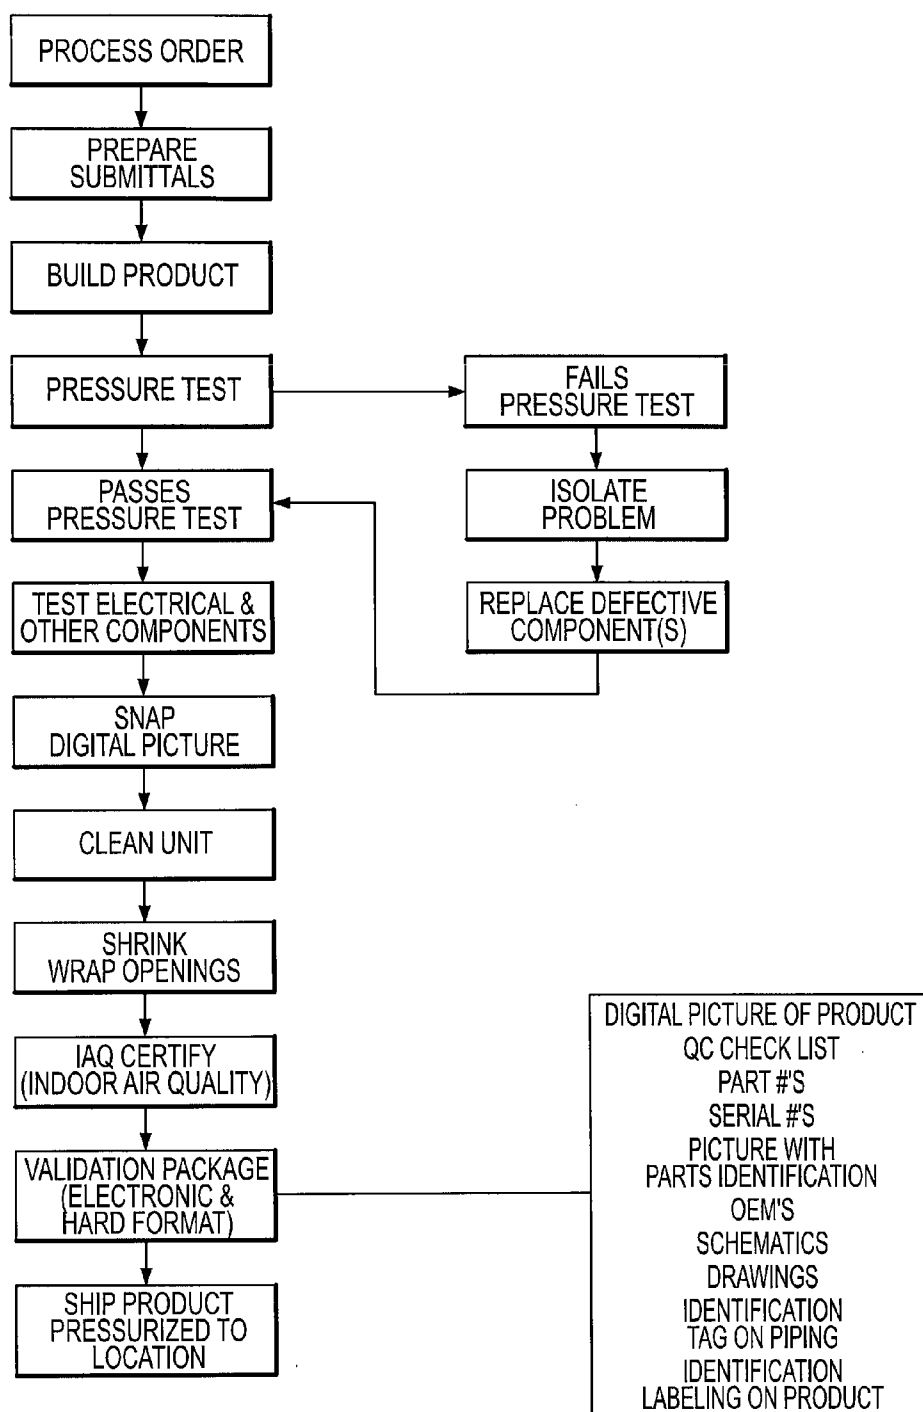 PROCESS ORDER
PREPARE
SUBMITTALS
BUILD PRODUCT
PRESSURE TEST
FAILS
PRESSURE TEST
PASSES
PRESSURE TEST
ISOLATE
PROBLEM
TEST ELECTRICAL &
OTHER COMPONENTS
REPLACE DEFECTIVE
COMPONENT(S)
SNAP
DIGITAL PICTURE
CLEAN UNIT
SHRINK
WRAP OPENINGS
IAQ CERTIFY
(INDOOR AIR QUALITY)
VALIDATION PACKAGE
(ELECTRONIC &
HARD FORMAT)
SHIP PRODUCT
PRESSURIZED TO
LOCATION
DIGITAL PICTURE OF PRODUCT
QC CHECK LIST
PART #'S
SERIAL #'S
PICTURE WITH
PARTS IDENTIFICATION
OEM'S
SCHEMATICS
DRAWINGS
IDENTIFICATION
TAG ON PIPING
IDENTIFICATION
LABELING ON PRODUCT